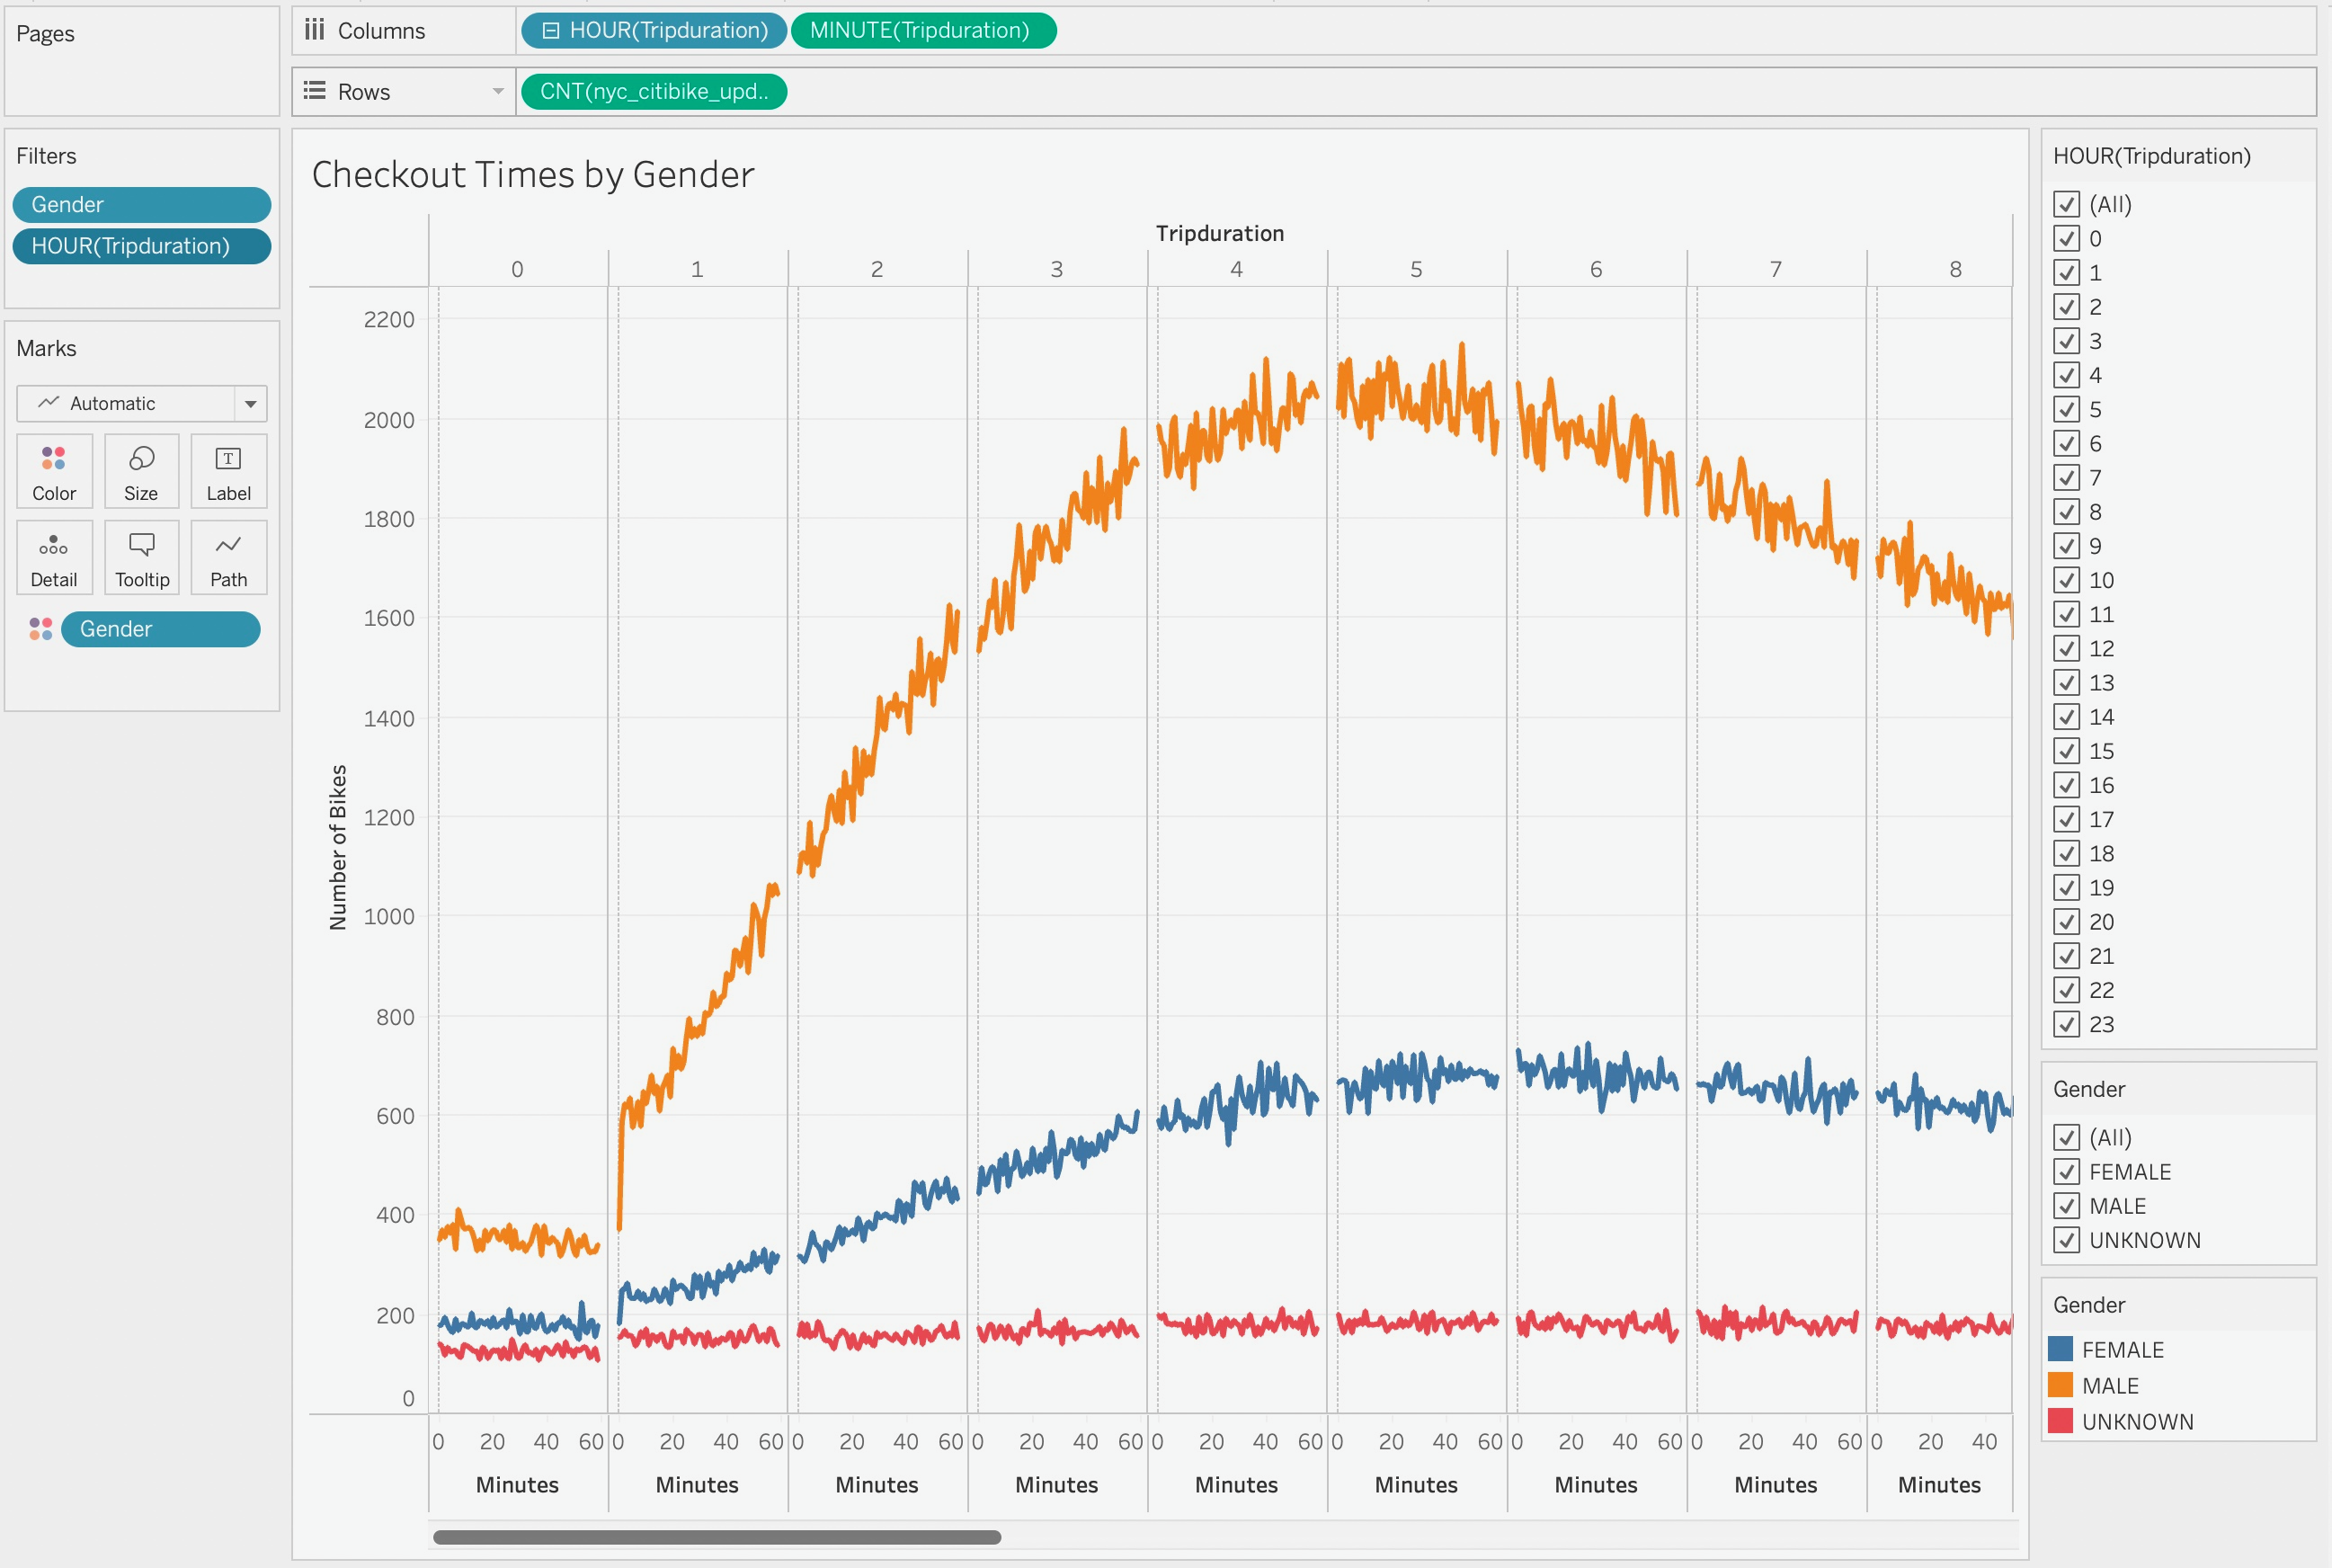 Pages
Columns
HOUR(Tripduration)
MINUTE(Tripduration)
Rows
CNT(nyc_citibike_upd..
Filters
Gender
HOUR(Tripduration)
Marks
Automatic
Color
Size
Label
Detail
Tooltip
Path
Gender
Checkout Times by Gender
Tripduration
0 1 2 3 4 5 6 7 8
Number of Bikes
2200
2000
1800
1600
1400
1200
1000
800
600
400
200
0
0 20 40 60 0 20 40 60 0 20 40 60 0 20 40 60 0 20 40 60 0 20 40 60 0 20 40 60 0 20 40 60 0 20 40
Minutes Minutes Minutes Minutes Minutes Minutes Minutes Minutes Minutes
HOUR(Tripduration)
(All)
0
1
2
3
4
5
6
7
8
9
10
11
12
13
14
15
16
17
18
19
20
21
22
23
Gender
(All)
FEMALE
MALE
UNKNOWN
Gender
FEMALE
MALE
UNKNOWN